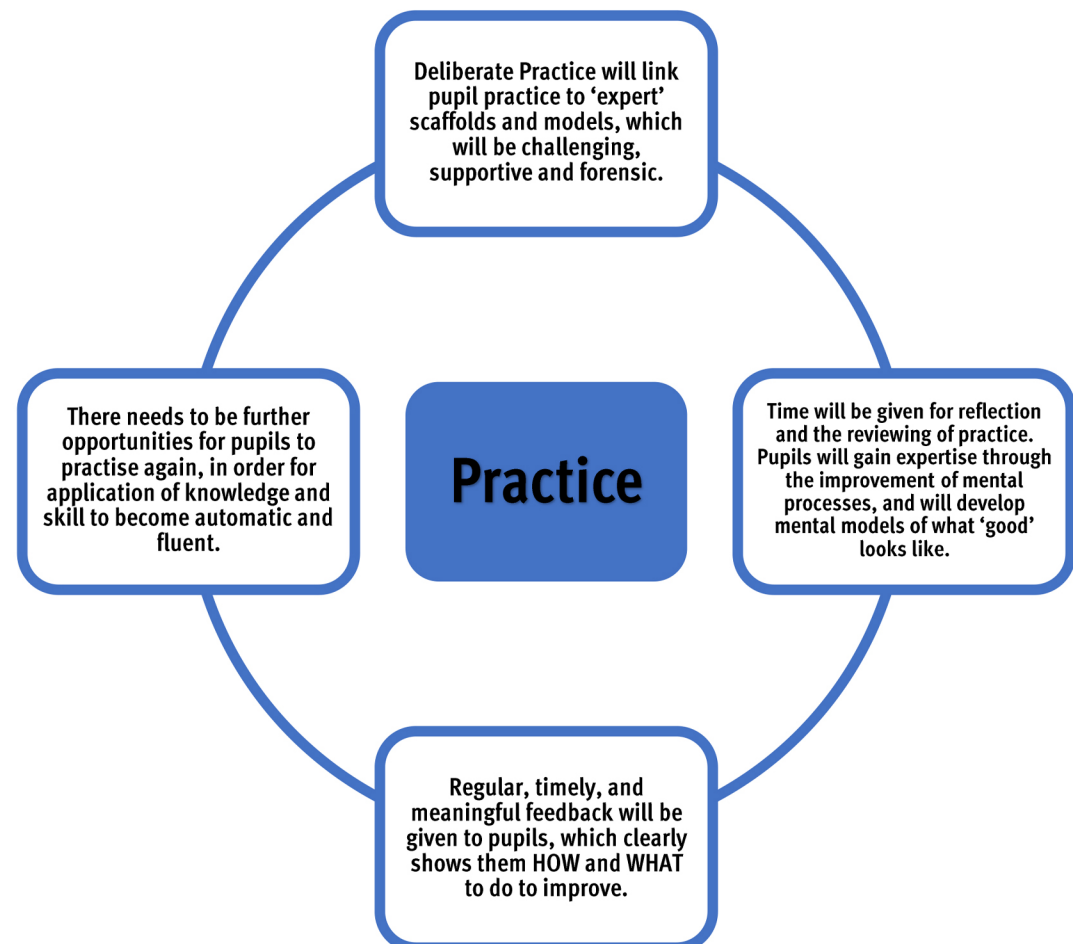 Deliberate Practice will link
pupil practice to ‘expert’
scaffolds and models, which
will be challenging,
supportive and forensic.
There needs to be further
opportunities for pupils to
practise again, in order for
application of knowledge and
skill to become automatic and
fluent.
Practice
Time will be given for reflection
and the reviewing of practice.
Pupils will gain expertise through
the improvement of mental
processes, and will develop
mental models of what ‘good’
looks like.
Regular, timely, and
meaningful feedback will be
given to pupils, which clearly
shows them HOW and WHAT
to do to improve.